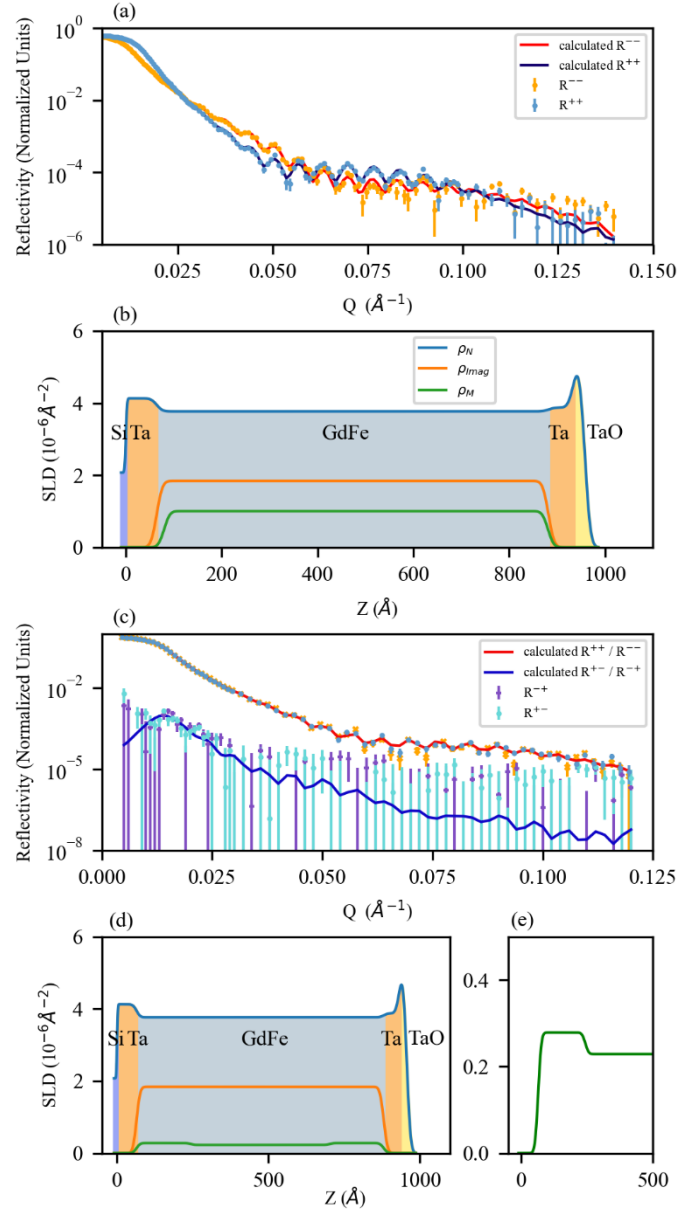 (a)
10^0
10^−2
10^−4
10^−6
Reflectivity (Normalized Units)
calculated R^−−
calculated R^++
R^−−
R^++
0.025 0.050 0.075 0.100 0.125 0.150
Q (Å^−1)
(b)
6
4
2
0
SLD (10^−6Å^−2)
ρ_N
ρ_Imag
ρ_M
Si Ta GdFe Ta TaO
0 200 400 600 800 1000
Z (Å)
(c)
10^−2
10^−5
10^−8
Reflectivity (Normalized Units)
calculated R^++ / R^−−
calculated R^+− / R^−+
R^−+
R^+−
0.000 0.025 0.050 0.075 0.100 0.125
Q (Å^−1)
(d)
6
4
2
0
SLD (10^−6Å^−2)
Si Ta GdFe Ta TaO
0 500 1000
Z (Å)
(e)
0.4
0.2
0.0
0 500